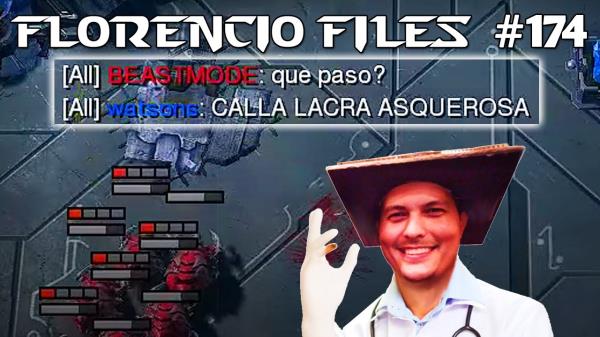 FLORENCIO FILES #174
[All] BEASTMODE: que paso?
[All] watsons: CALLA LACRA ASQUEROSA